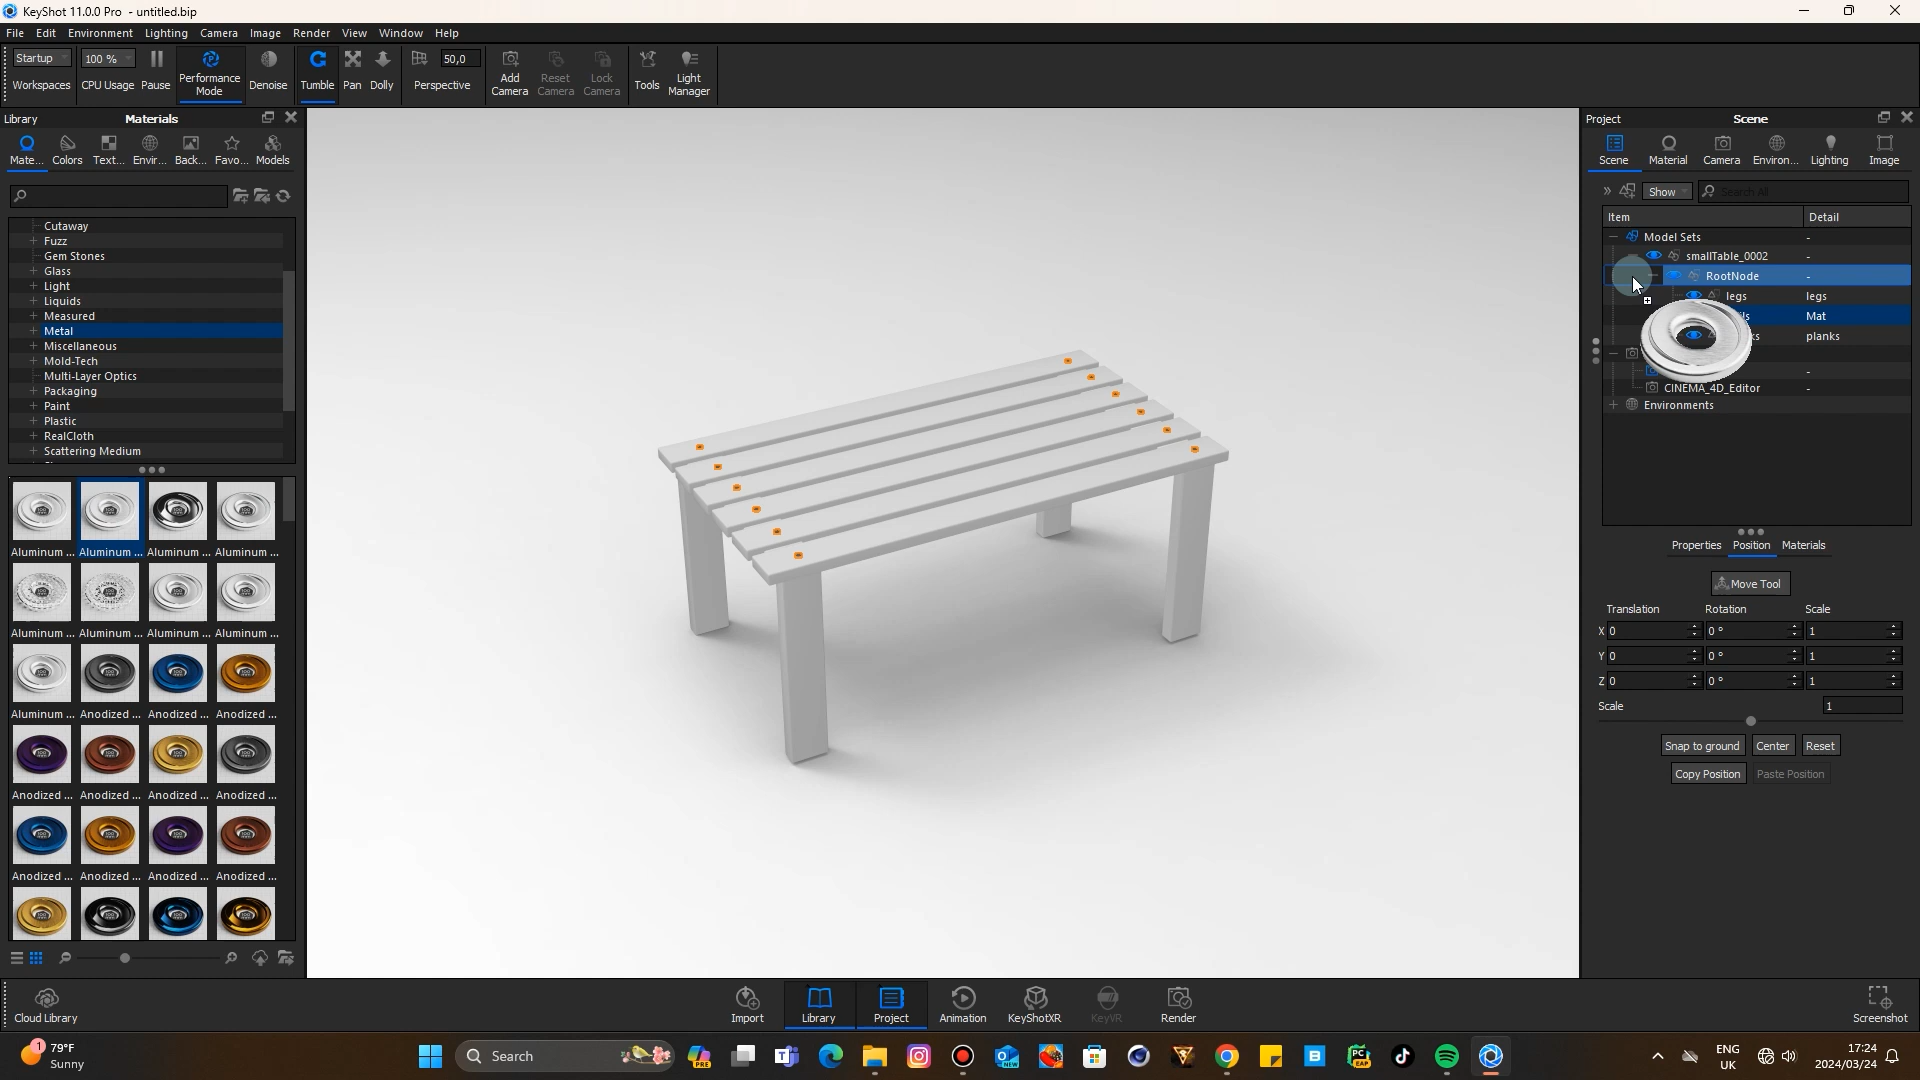 KeyShot 11.0.0 Pro - untitled.bip
File Edit Environment Lighting Camera Image Render View Window Help
Startup 100 % 50,0
Workspaces CPU Usage Pause Performance Mode Denoise Tumble Pan Dolly Perspective Add Camera Reset Camera Lock Camera Tools Light Manager
Library Materials
Mate... Colors Text... Envir... Back... Favo... Models
Cutaway
Fuzz
Gem Stones
Glass
Light
Liquids
Measured
Metal
Miscellaneous
Mold-Tech
Multi-Layer Optics
Packaging
Paint
Plastic
RealCloth
Scattering Medium
Aluminum ... Aluminum ... Aluminum ... Aluminum ...
Aluminum ... Aluminum ... Aluminum ... Aluminum ...
Aluminum ... Anodized ... Anodized ... Anodized ...
Anodized ... Anodized ... Anodized ... Anodized ...
Anodized ... Anodized ... Anodized ... Anodized ...
Project Scene
Scene Material Camera Environ... Lighting Image
Show Search All
Item Detail
Model Sets -
smallTable_0002 -
RootNode -
legs legs
Mat
planks
-
CINEMA_4D_Editor -
Environments
Properties Position Materials
Move Tool
Translation Rotation Scale
X 0 0 ° 1
Y 0 0 ° 1
Z 0 0 ° 1
Scale 1
Snap to ground Center Reset
Copy Position Paste Position
Cloud Library Import Library Project Animation KeyShotXR KeyVR Render Screenshot
1 79°F
Sunny
Search
PRE
NEW
PC
EAP
ENG
UK
17:24
2024/03/24